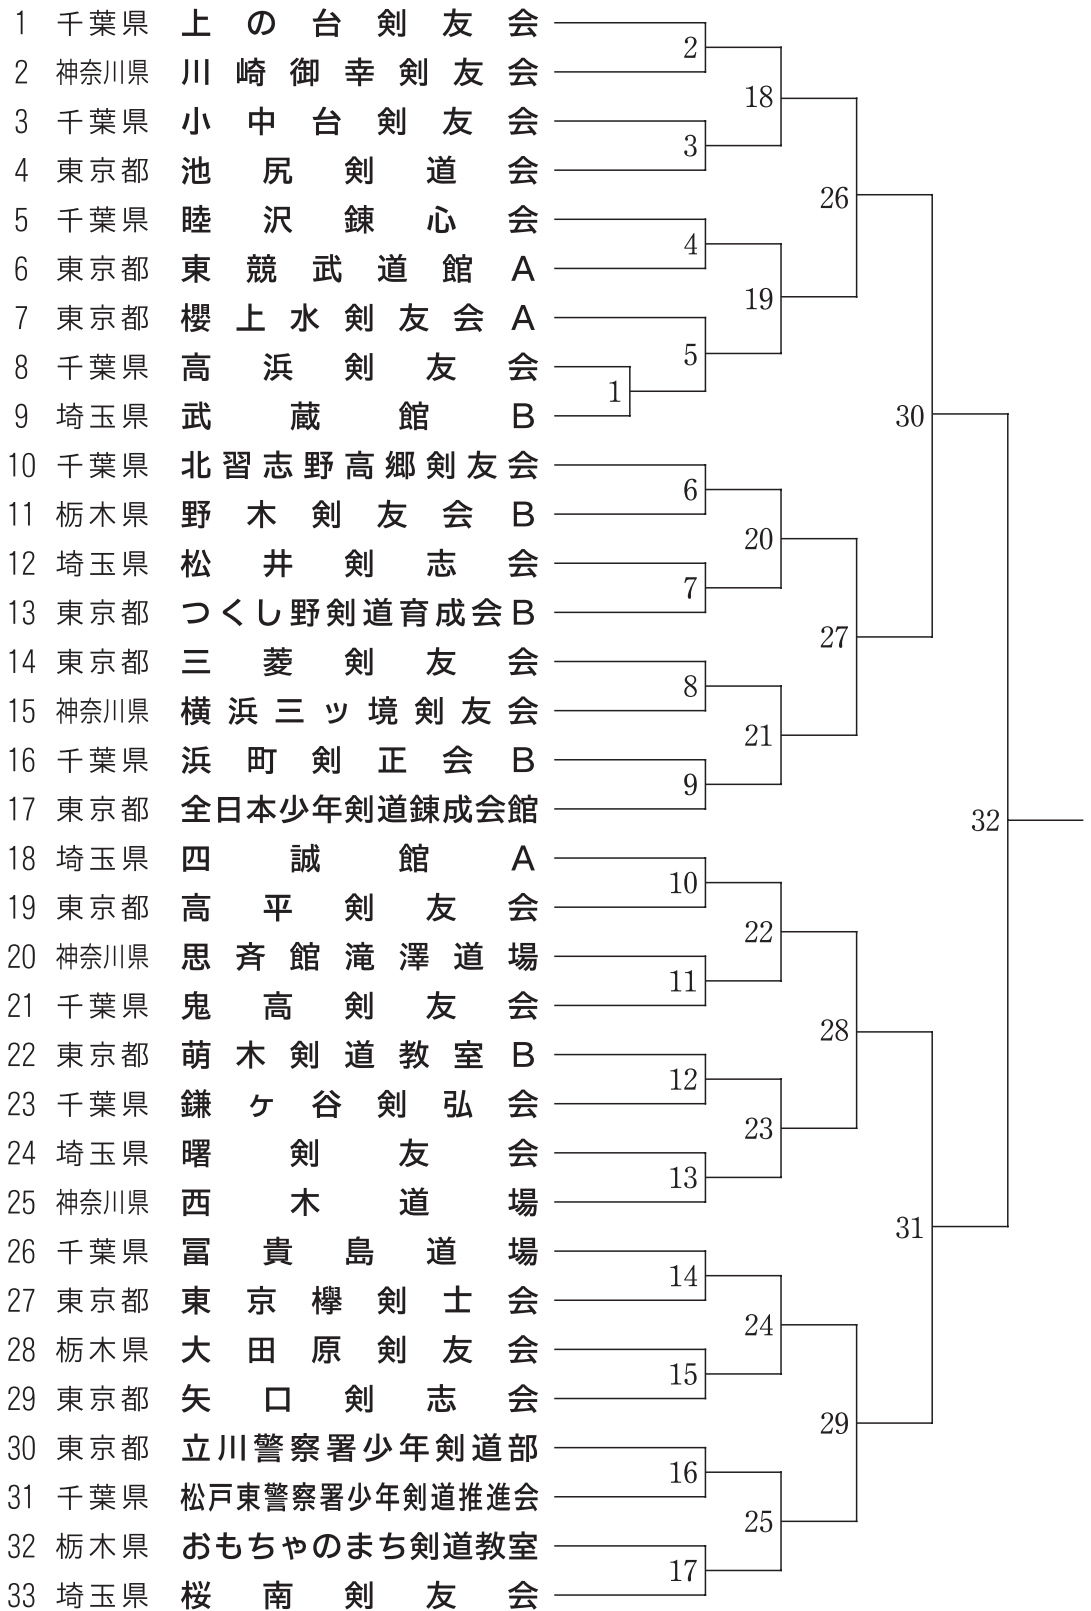 1 千葉県 上の台剣友会
2 神奈川県 川崎御幸剣友会
3 千葉県 小中台剣友会
4 東京都 池尻剣道会
5 千葉県 睦沢錬心会
6 東京都 東競武道館A
7 東京都 櫻上水剣友会A
8 千葉県 高浜剣友会
9 埼玉県 武蔵館B
10 千葉県 北習志野高郷剣友会
11 栃木県 野木剣友会B
12 埼玉県 松井剣志会
13 東京都 つくし野剣道育成会B
14 東京都 三菱剣友会
15 神奈川県 横浜三ッ境剣友会
16 千葉県 浜町剣正会B
17 東京都 全日本少年剣道錬成会館
18 埼玉県 四誠館A
19 東京都 高平剣友会
20 神奈川県 思斉館滝澤道場
21 千葉県 鬼高剣友会
22 東京都 萌木剣道教室B
23 千葉県 鎌ヶ谷剣弘会
24 埼玉県 曙剣友会
25 神奈川県 西木道場
26 千葉県 冨貴島道場
27 東京都 東京欅剣士会
28 栃木県 大田原剣友会
29 東京都 矢口剣志会
30 東京都 立川警察署少年剣道部
31 千葉県 松戸東警察署少年剣道推進会
32 栃木県 おもちゃのまち剣道教室
33 埼玉県 桜南剣友会
1
2
3
4
5
6
7
8
9
10
11
12
13
14
15
16
17
18
19
20
21
22
23
24
25
26
27
28
29
30
31
32